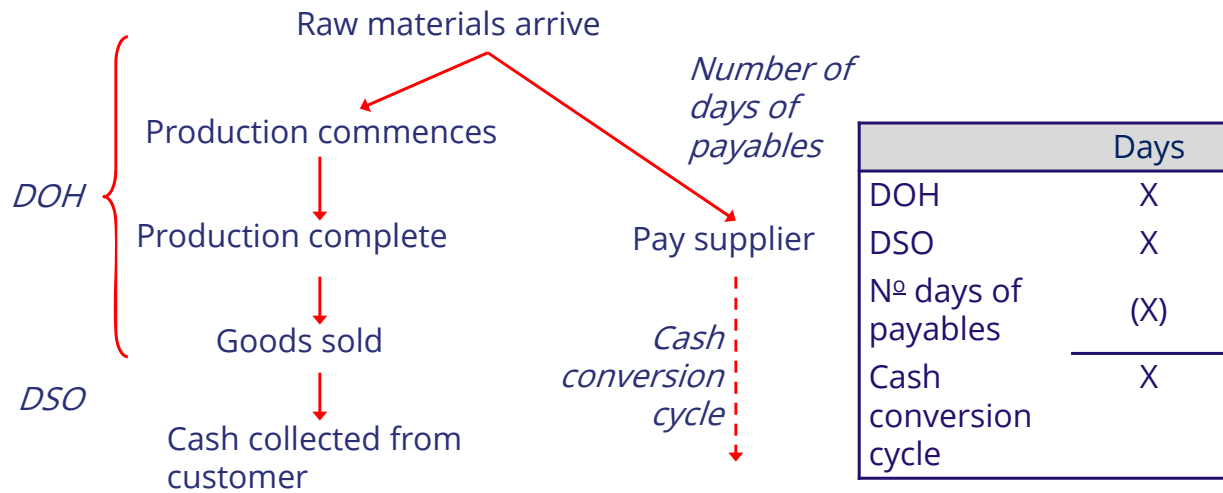 Raw materials arrive
Production commences
DOH
Production complete
Goods sold
DSO
Cash collected from
customer
Number of
days of
payables
Pay supplier
Cash
conversion
cycle
Days
DOH X
DSO X
Nº days of
payables (X)
Cash X
conversion
cycle